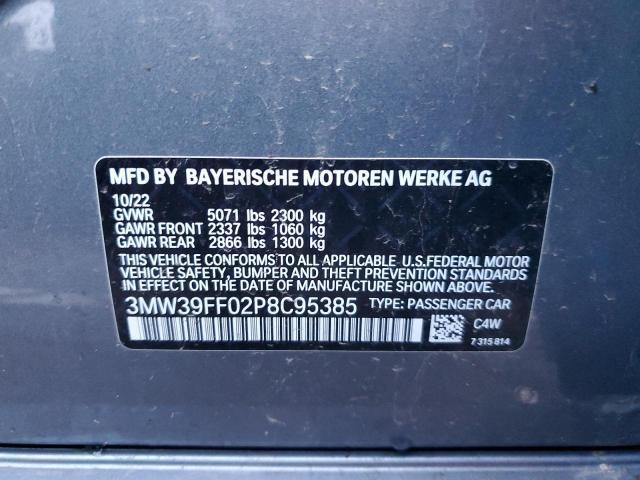 MFD BY BAYERISCHE MOTOREN WERKE AG
10/22
GVWR 5071 lbs 2300 kg
GAWR FRONT 2337 lbs 1060 kg
GAWR REAR 2866 lbs 1300 kg
THIS VEHICLE CONFORMS TO ALL APPLICABLE U.S.FEDERAL MOTOR
VEHICLE SAFETY, BUMPER AND THEFT PREVENTION STANDARDS
IN EFFECT ON THE DATE OF MANUFACTURE SHOWN ABOVE.
3MW39FF02P8C95385 TYPE: PASSENGER CAR
C4W
7 315 814